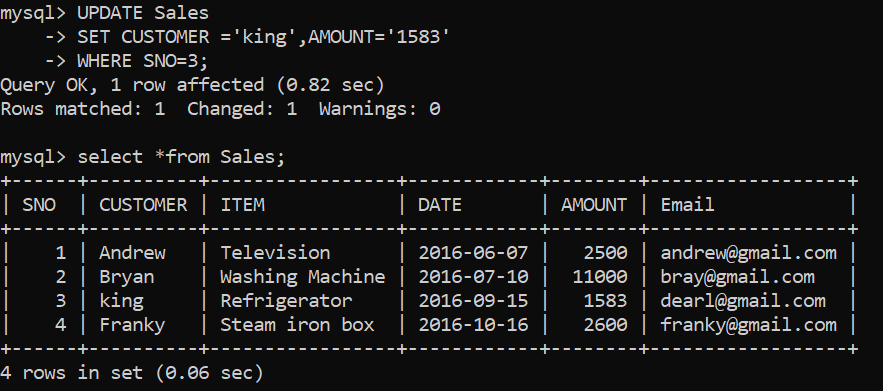 mysql> UPDATE Sales
    -> SET CUSTOMER ='king',AMOUNT='1583'
    -> WHERE SNO=3;
Query OK, 1 row affected (0.82 sec)
Rows matched: 1  Changed: 1  Warnings: 0

mysql> select *from Sales;
+------+----------+-----------------+------------+--------+------------------+
| SNO  | CUSTOMER | ITEM            | DATE       | AMOUNT | Email            |
+------+----------+-----------------+------------+--------+------------------+
|    1 | Andrew   | Television      | 2016-06-07 |   2500 | andrew@gmail.com |
|    2 | Bryan    | Washing Machine | 2016-07-10 |  11000 | bray@gmail.com   |
|    3 | king     | Refrigerator    | 2016-09-15 |   1583 | dearl@gmail.com  |
|    4 | Franky   | Steam iron box  | 2016-10-16 |   2600 | franky@gmail.com |
+------+----------+-----------------+------------+--------+------------------+
4 rows in set (0.06 sec)